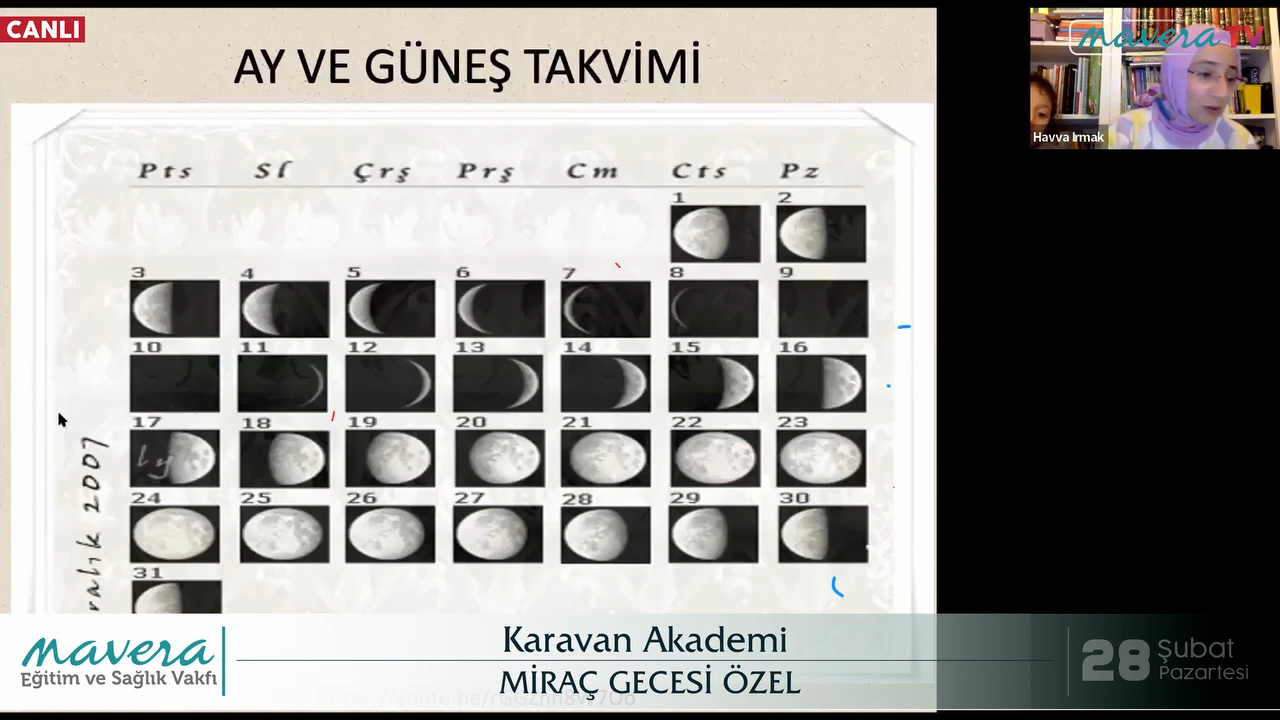 CANLI
AY VE GÜNEŞ TAKVİMİ
mavera TV
Havva Irmak
Pts Sl Çrş Prş Cm Cts Pz
1 2
3 4 5 6 7 8 9
10 11 12 13 14 15 16
17 18 19 20 21 22 23
24 25 26 27 28 29 30
31
ralık 2007
mavera
Eğitim ve Sağlık Vakfı
Karavan Akademi
MİRAÇ GECESİ ÖZEL
28 Şubat
Pazartesi